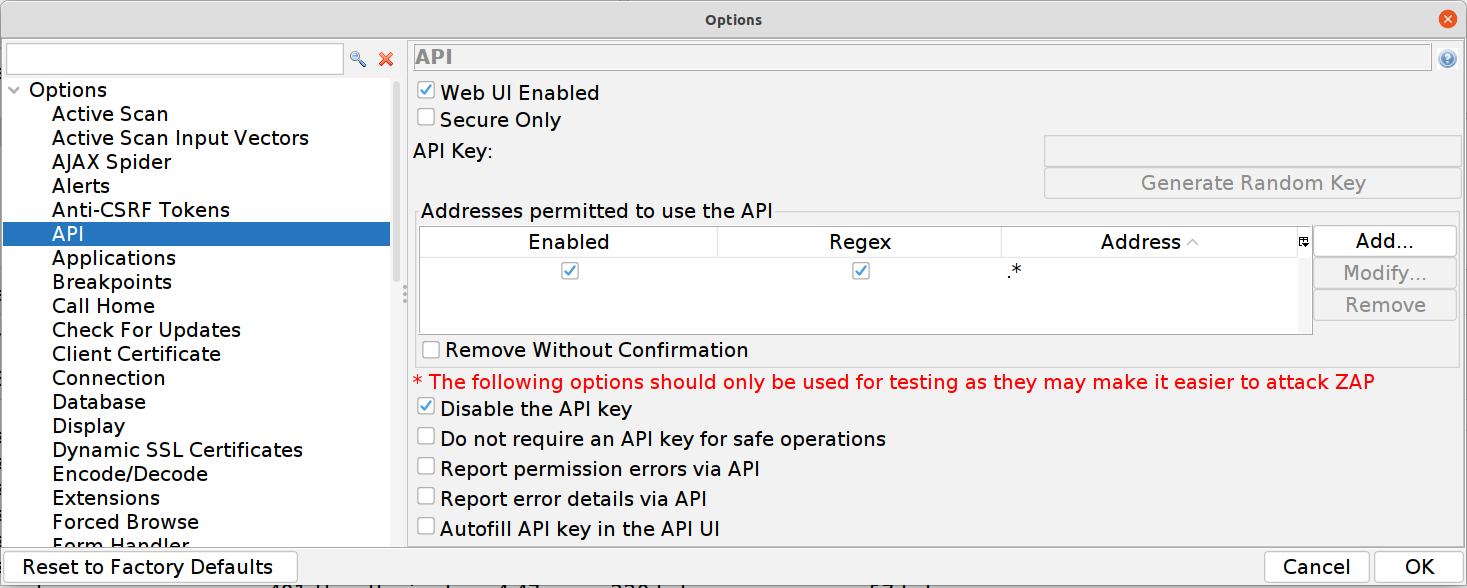 Options
API
Options
Active Scan
Active Scan Input Vectors
AJAX Spider
Alerts
Anti-CSRF Tokens
API
Applications
Breakpoints
Call Home
Check For Updates
Client Certificate
Connection
Database
Display
Dynamic SSL Certificates
Encode/Decode
Extensions
Forced Browse
Form Handler
Web UI Enabled
Secure Only
API Key:
Generate Random Key
Addresses permitted to use the API
Enabled Regex Address
.*
Add...
Modify...
Remove
Remove Without Confirmation
* The following options should only be used for testing as they may make it easier to attack ZAP
Disable the API key
Do not require an API key for safe operations
Report permission errors via API
Report error details via API
Autofill API key in the API UI
Reset to Factory Defaults
Cancel
OK